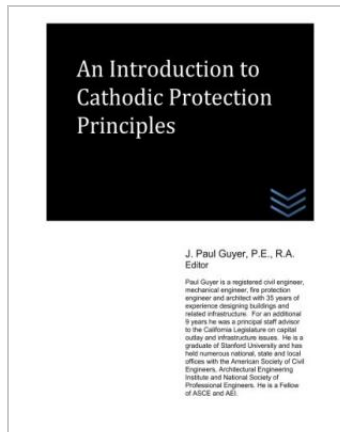 An Introduction to
Cathodic Protection
Principles
J. Paul Guyer, P.E., R.A.
Editor
Paul Guyer is a registered civil engineer,
mechanical engineer, fire protection
engineer and architect with 35 years of
experience designing buildings and
related infrastructure. For an additional
9 years he was a principal staff advisor
to the California Legislature on capital
outlay and infrastructure issues. He is a
graduate of Stanford University and has
held numerous national, state and local
offices with the American Society of Civil
Engineers, Architectural Engineering
Institute and National Society of
Professional Engineers. He is a Fellow
of ASCE and AEI.